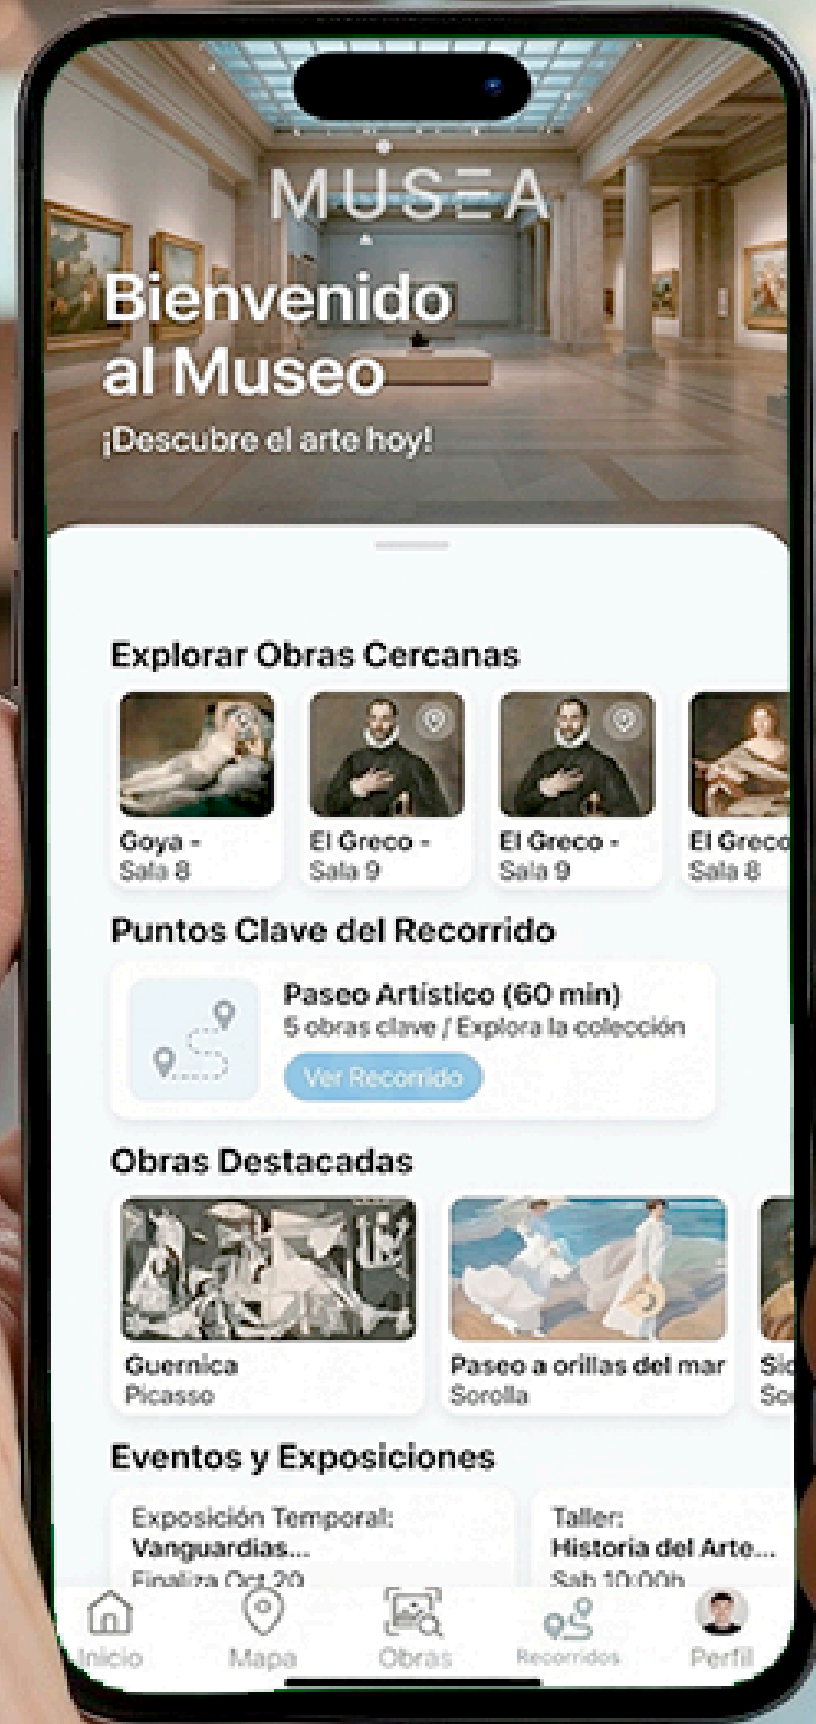 MUSEA
Bienvenido
al Museo
¡Descubre el arte hoy!
Explorar Obras Cercanas
Goya -
Sala 8
El Greco -
Sala 9
El Greco -
Sala 9
El Greco
Sala 8
Puntos Clave del Recorrido
Paseo Artístico (60 min)
5 obras clave / Explora la colección
Ver Recorrido
Obras Destacadas
Guernica
Picasso
Paseo a orillas del mar
Sorolla
Eventos y Exposiciones
Exposición Temporal:
Vanguardias...
Finaliza Oct 20
Taller:
Historia del Arte...
Sab 10:00h
Inicio
Mapa
Obras
Recorridos
Perfil